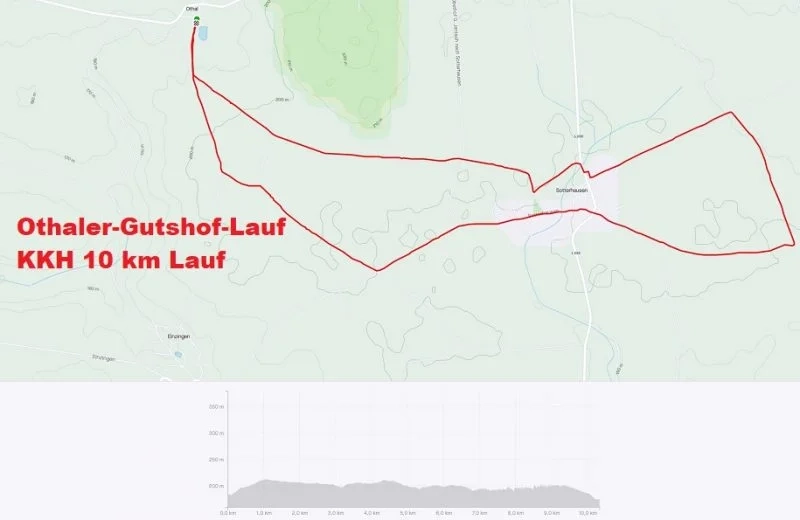 Othal
200 m
Sotterhausen
Othaler-Gutshof-Lauf
KKH 10 km Lauf
Einzingen
Einzingen
350 m
300 m
250 m
200 m
0,0 km
1,0 km
2,0 km
3,0 km
4,0 km
5,0 km
6,0 km
7,0 km
8,0 km
9,0 km
10,0 km